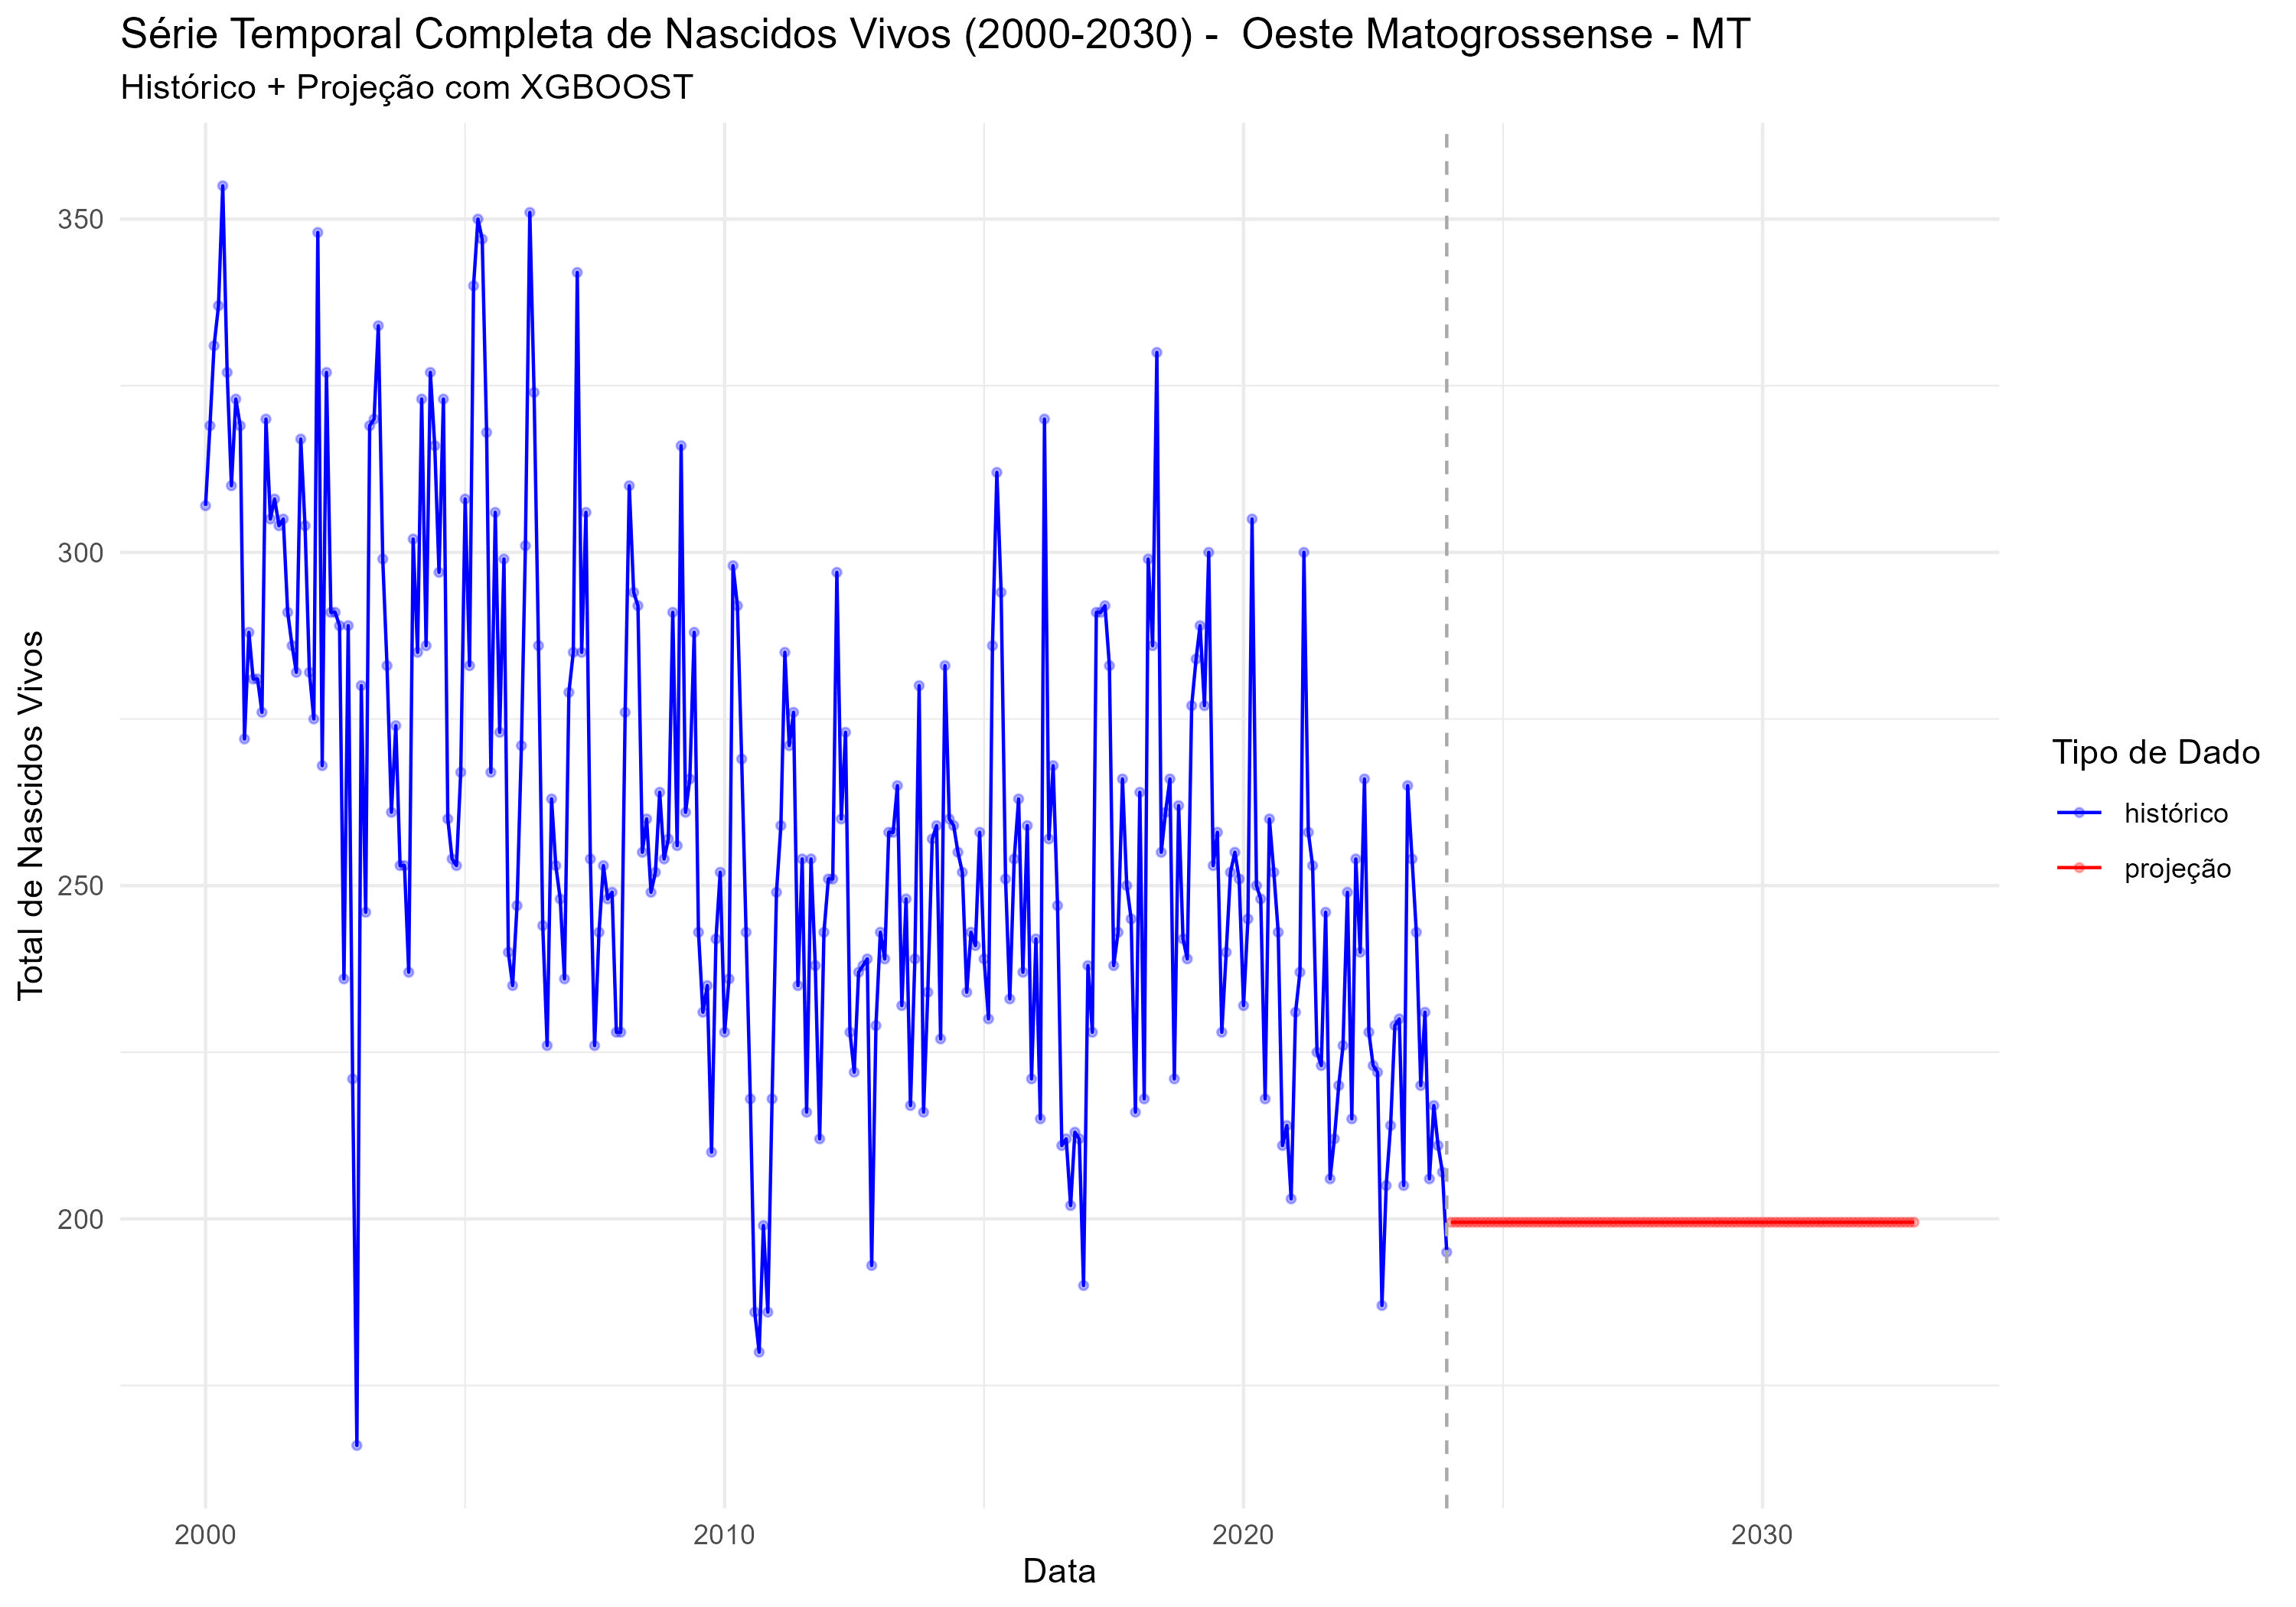 Série Temporal Completa de Nascidos Vivos (2000-2030) -  Oeste Matogrossense - MT
Histórico + Projeção com XGBOOST
Total de Nascidos Vivos
350
300
250
200
2000
2010
2020
2030
Data
Tipo de Dado
histórico
projeção